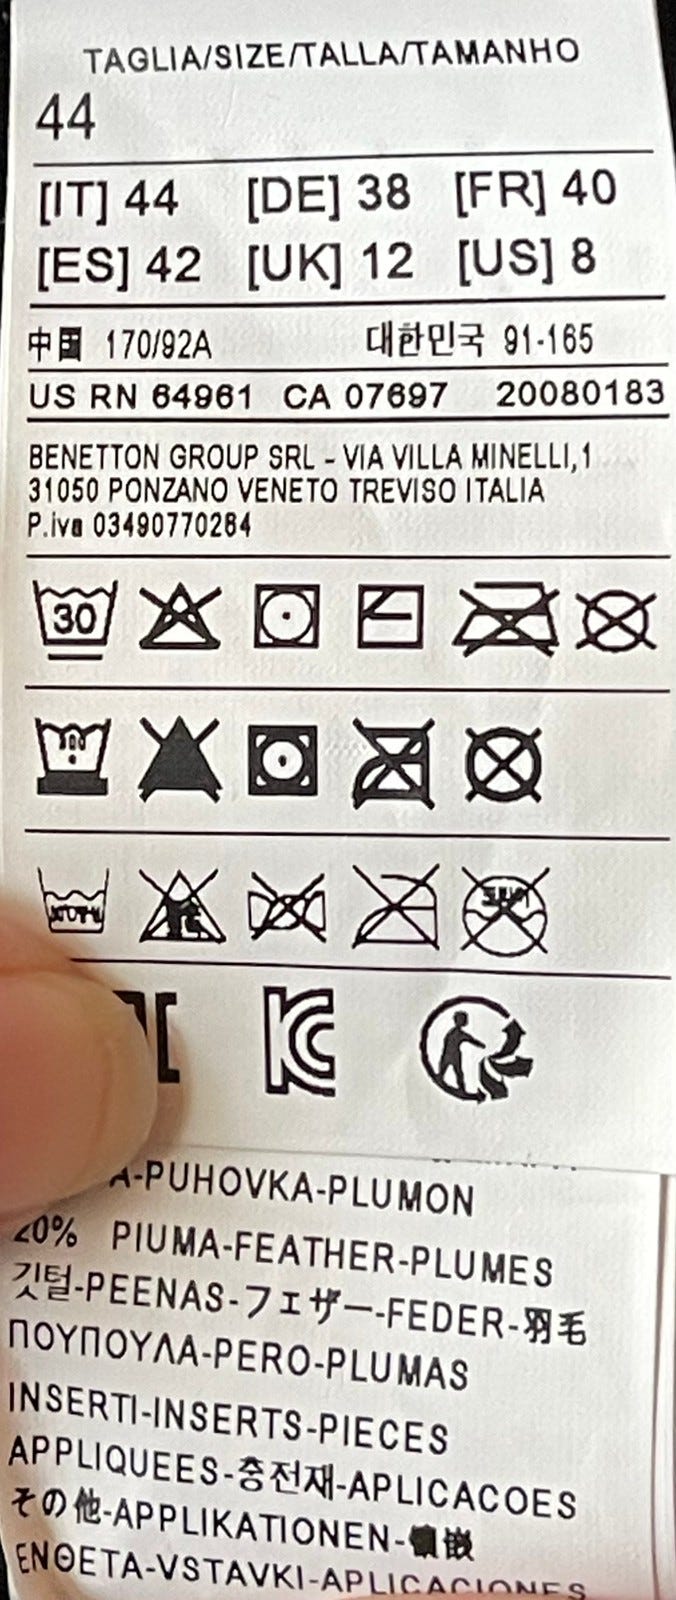 TAGLIA/SIZE/TALLA/TAMANHO
44
[IT] 44 [DE] 38 [FR] 40
[ES] 42 [UK] 12 [US] 8
中国 170/92A 대한민국 91-165
US RN 64961 CA 07697 20080183
BENETTON GROUP SRL - VIA VILLA MINELLI,1
31050 PONZANO VENETO TREVISO ITALIA
P.iva 03490770264
30
A-PUHOVKA-PLUMON
20% PIUMA-FEATHER-PLUMES
깃털-PEENAS-フェザー-FEDER-羽毛
ΠΟΥΠΟΥΛΑ-PERO-PLUMAS
INSERTI-INSERTS-PIECES
APPLIQUEES-충전재-APLICACOES
その他-APPLIKATIONEN-镶嵌
ΕΝΘΕΤΑ-VSTAVKI-APLICACIONES